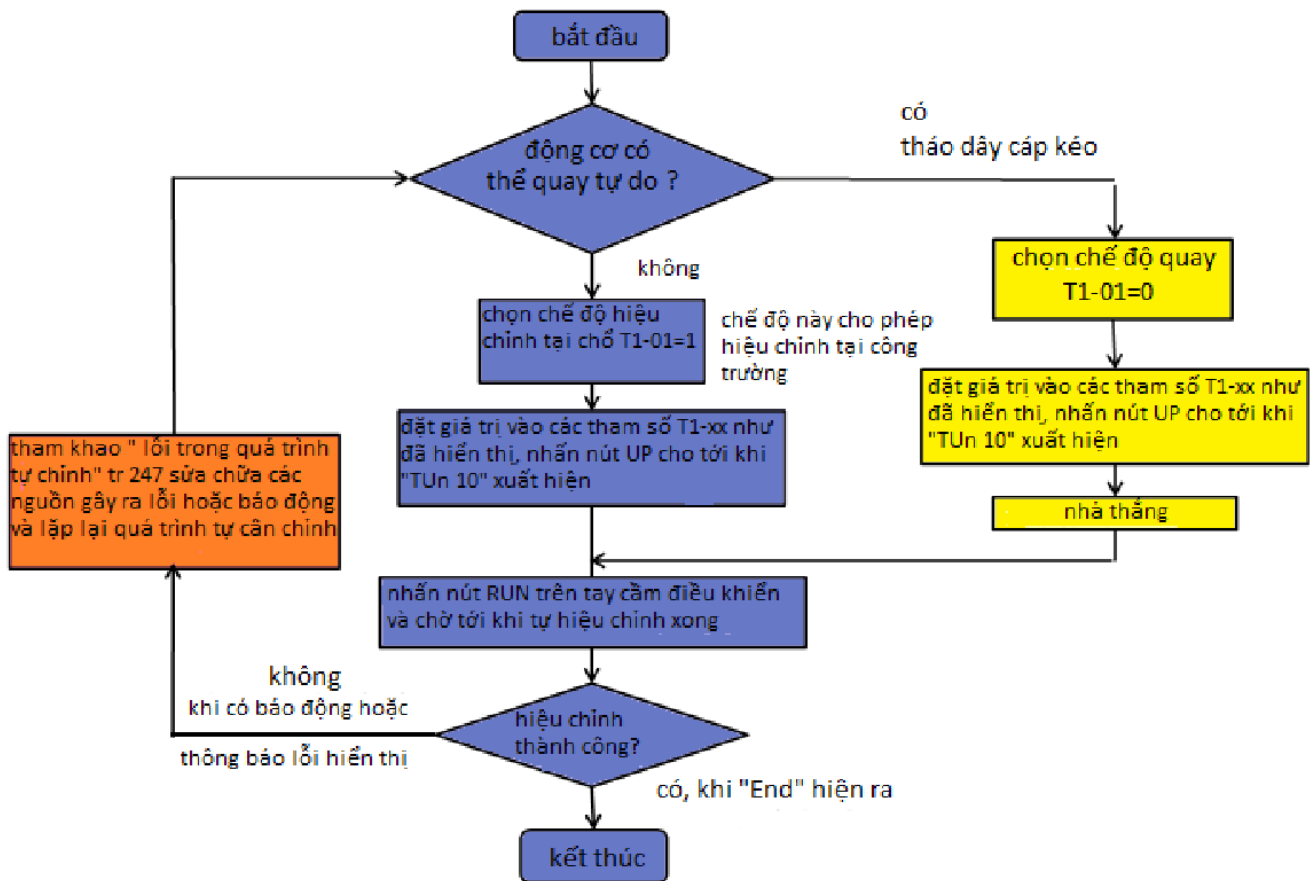 bắt đầu
động cơ có
thể quay tự do ?
có
tháo dây cáp kéo
không
chọn chế độ hiệu
chỉnh tại chổ T1-01=1
chế độ này cho phép
hiệu chỉnh tại công
trường
chọn chế độ quay
T1-01=0
đặt giá trị vào các tham số T1-xx như
đã hiển thị, nhấn nút UP cho tới khi
"TUn 10" xuất hiện
đặt giá trị vào các tham số T1-xx như
đã hiển thị, nhấn nút UP cho tới khi
"TUn 10" xuất hiện
nhả thắng
tham khao " lỗi trong quá trình
tự chỉnh" tr 247 sửa chữa các
nguồn gây ra lỗi hoặc báo động
và lặp lại quá trình tự cân chỉnh
nhấn nút RUN trên tay cầm điều khiển
và chờ tới khi tự hiệu chỉnh xong
không
khi có báo động hoặc
thông báo lỗi hiển thị
hiệu chỉnh
thành công?
có, khi "End" hiện ra
kết thúc